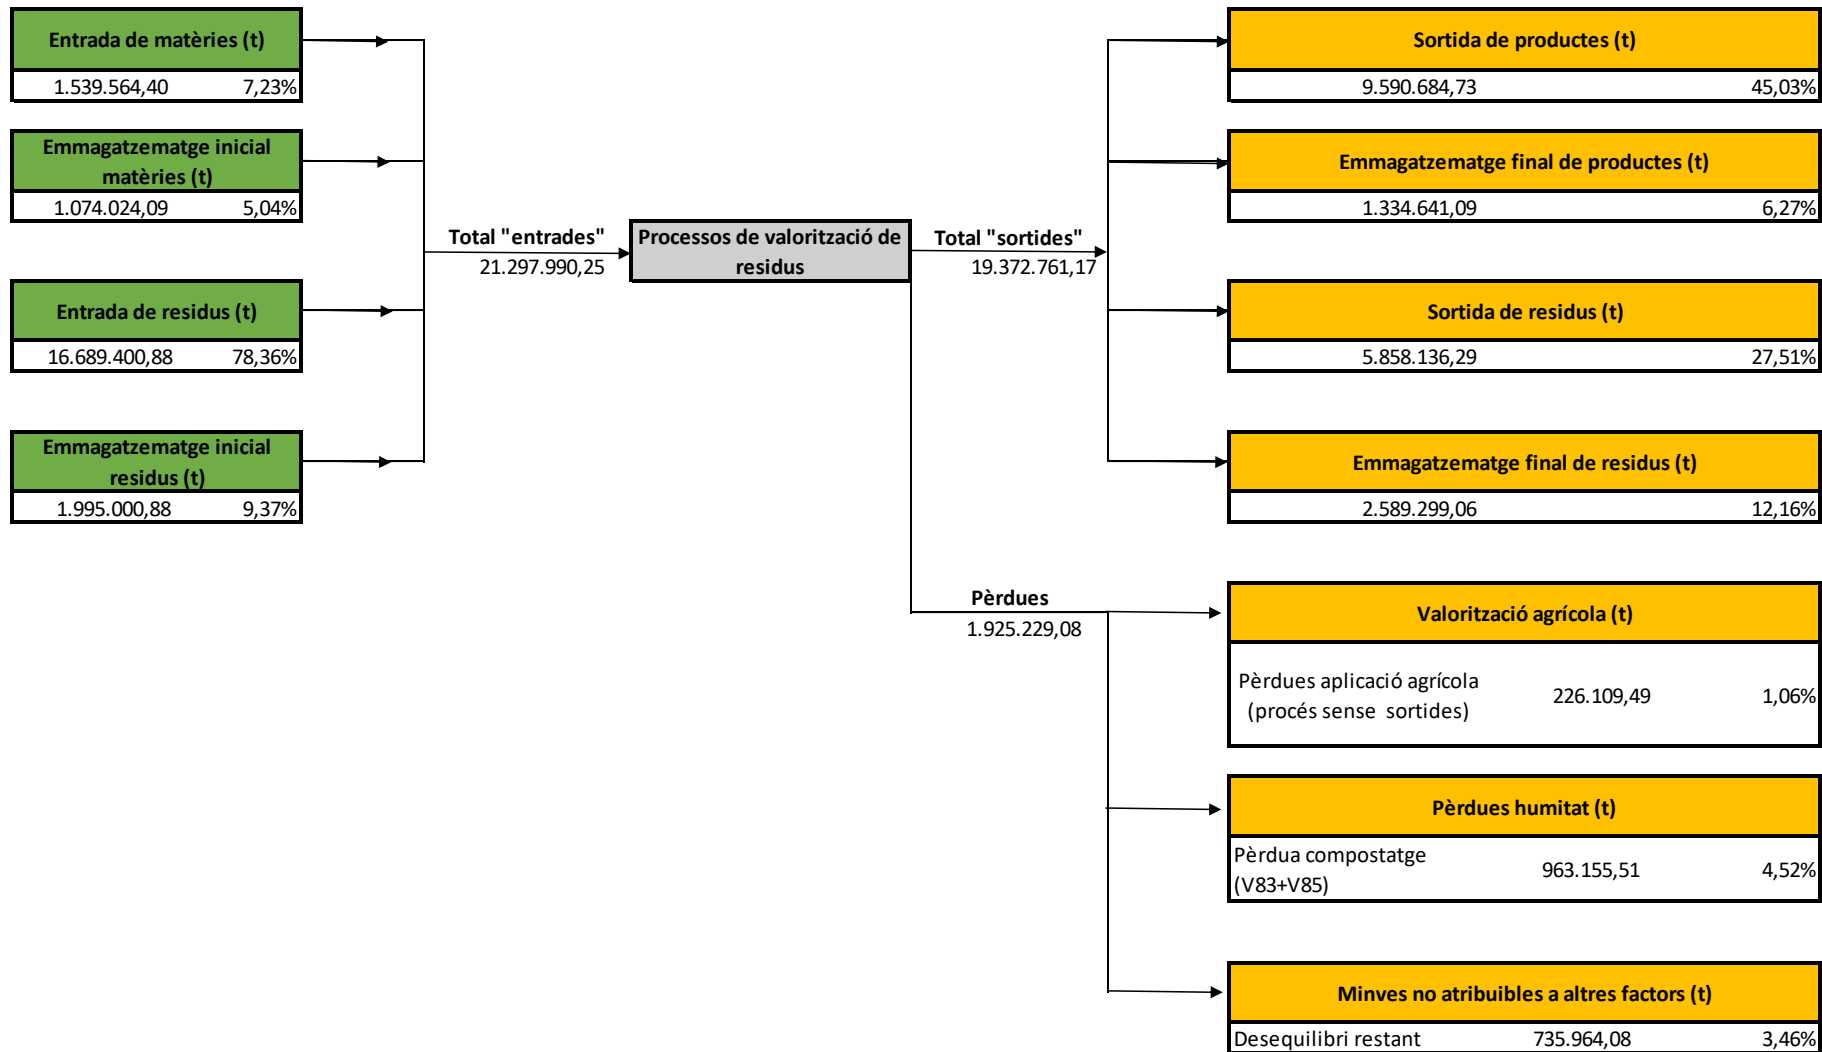 Entrada de matèries (t)
1.539.564,40 7,23%
Emmagatzematge inicial
matèries (t)
1.074.024,09 5,04%
Entrada de residus (t)
16.689.400,88 78,36%
Emmagatzematge inicial
residus (t)
1.995.000,88 9,37%
Total "entrades"
21.297.990,25
Processos de valorització de
residus
Total "sortides"
19.372.761,17
Pèrdues
1.925.229,08
Sortida de productes (t)
9.590.684,73 45,03%
Emmagatzematge final de productes (t)
1.334.641,09 6,27%
Sortida de residus (t)
5.858.136,29 27,51%
Emmagatzematge final de residus (t)
2.589.299,06 12,16%
Valorització agrícola (t)
Pèrdues aplicació agrícola
(procés sense sortides)
226.109,49 1,06%
Pèrdues humitat (t)
Pèrdua compostatge
(V83+V85)
963.155,51 4,52%
Minves no atribuibles a altres factors (t)
Desequilibri restant 735.964,08 3,46%